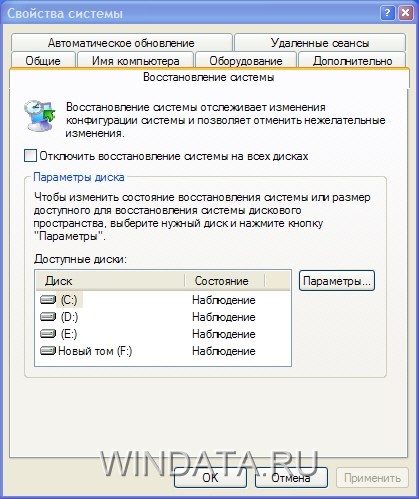 Свойства системы
Автоматическое обновление
Удаленные сеансы
Общие
Имя компьютера
Оборудование
Дополнительно
Восстановление системы
Восстановление системы отслеживает изменения
конфигурации системы и позволяет отменить нежелательные
изменения.
Отключить восстановление системы на всех дисках
Параметры диска
Чтобы изменить состояние восстановления системы или размер
доступного для восстановления системы дискового
пространства, выберите нужный диск и нажмите кнопку
"Параметры".
Доступные диски:
Диск Состояние
(C:) Наблюдение
(D:) Наблюдение
(E:) Наблюдение
Новый том (F:) Наблюдение
Параметры...
WINDATA.RU
OK
Отмена
Применить